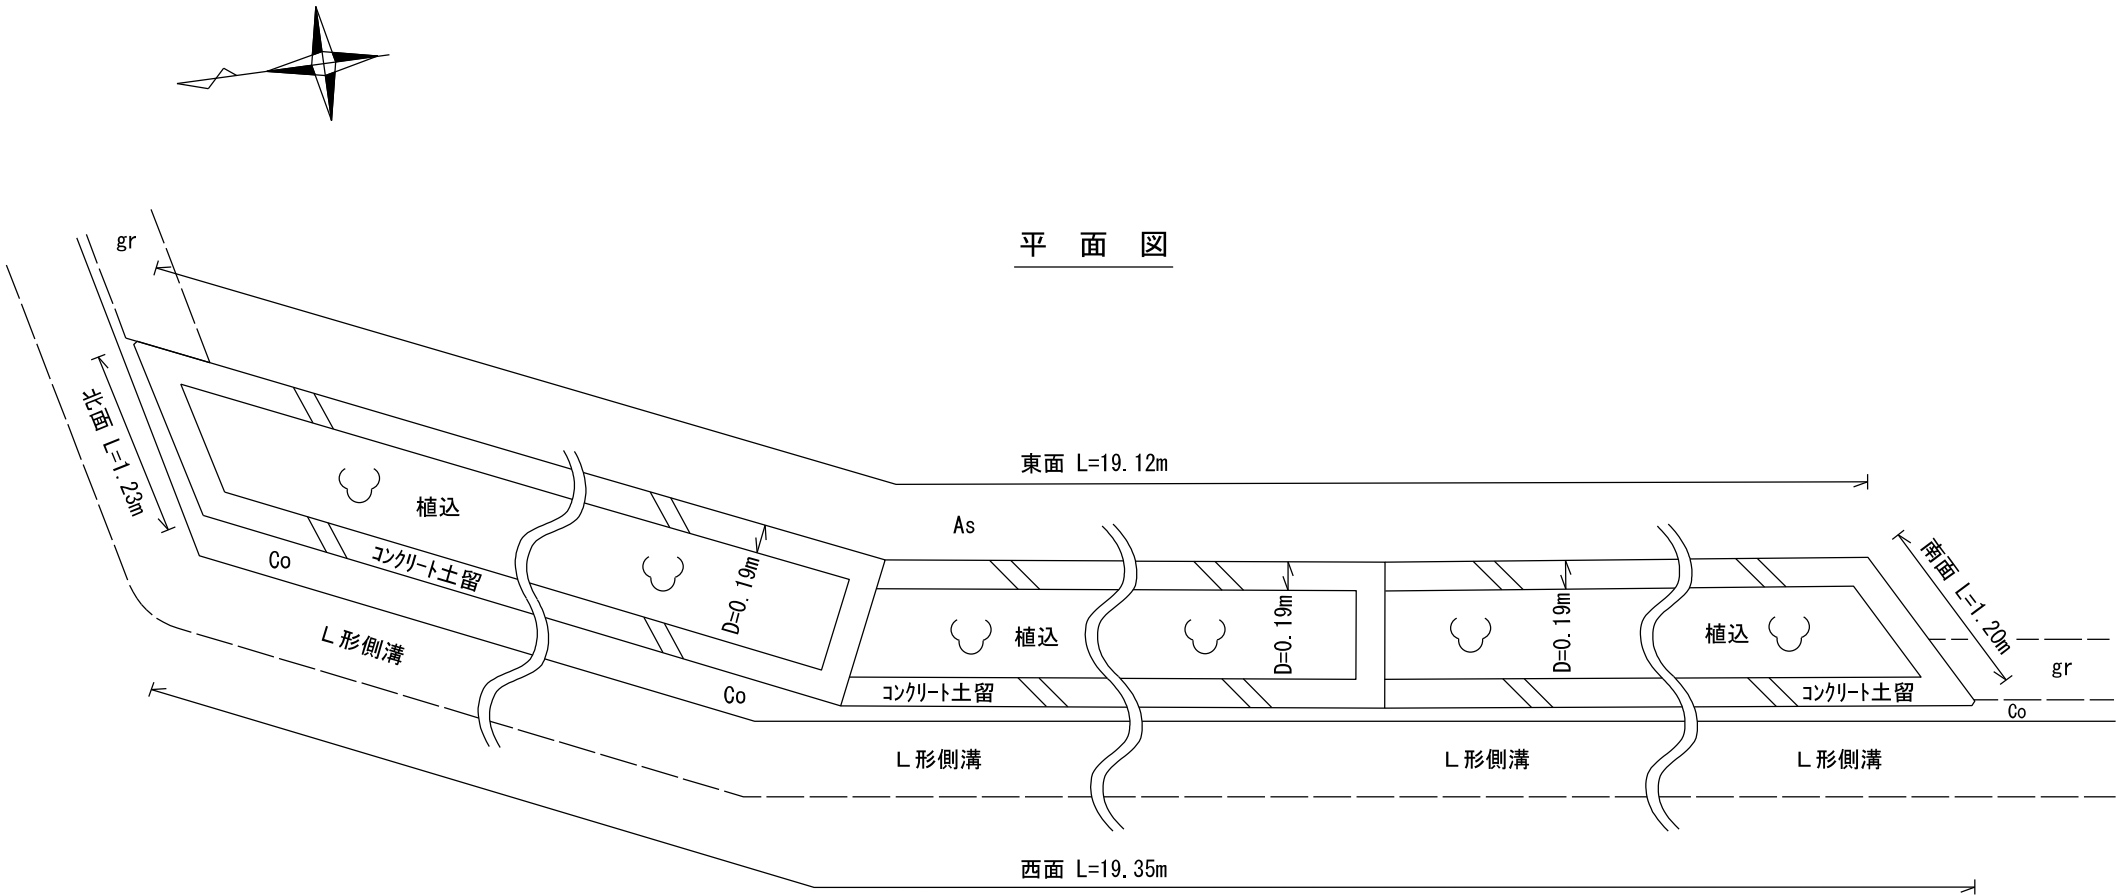 平 面 図
gr
北面 L=1.23m
東面 L=19.12m
As
植込
Co
コンクリート土留
D=0.19m
L形側溝
Co
植込
D=0.19m
コンクリート土留
L形側溝
D=0.19m
植込
コンクリート土留
L形側溝
L形側溝
南面 L=1.20m
gr
Co
西面 L=19.35m